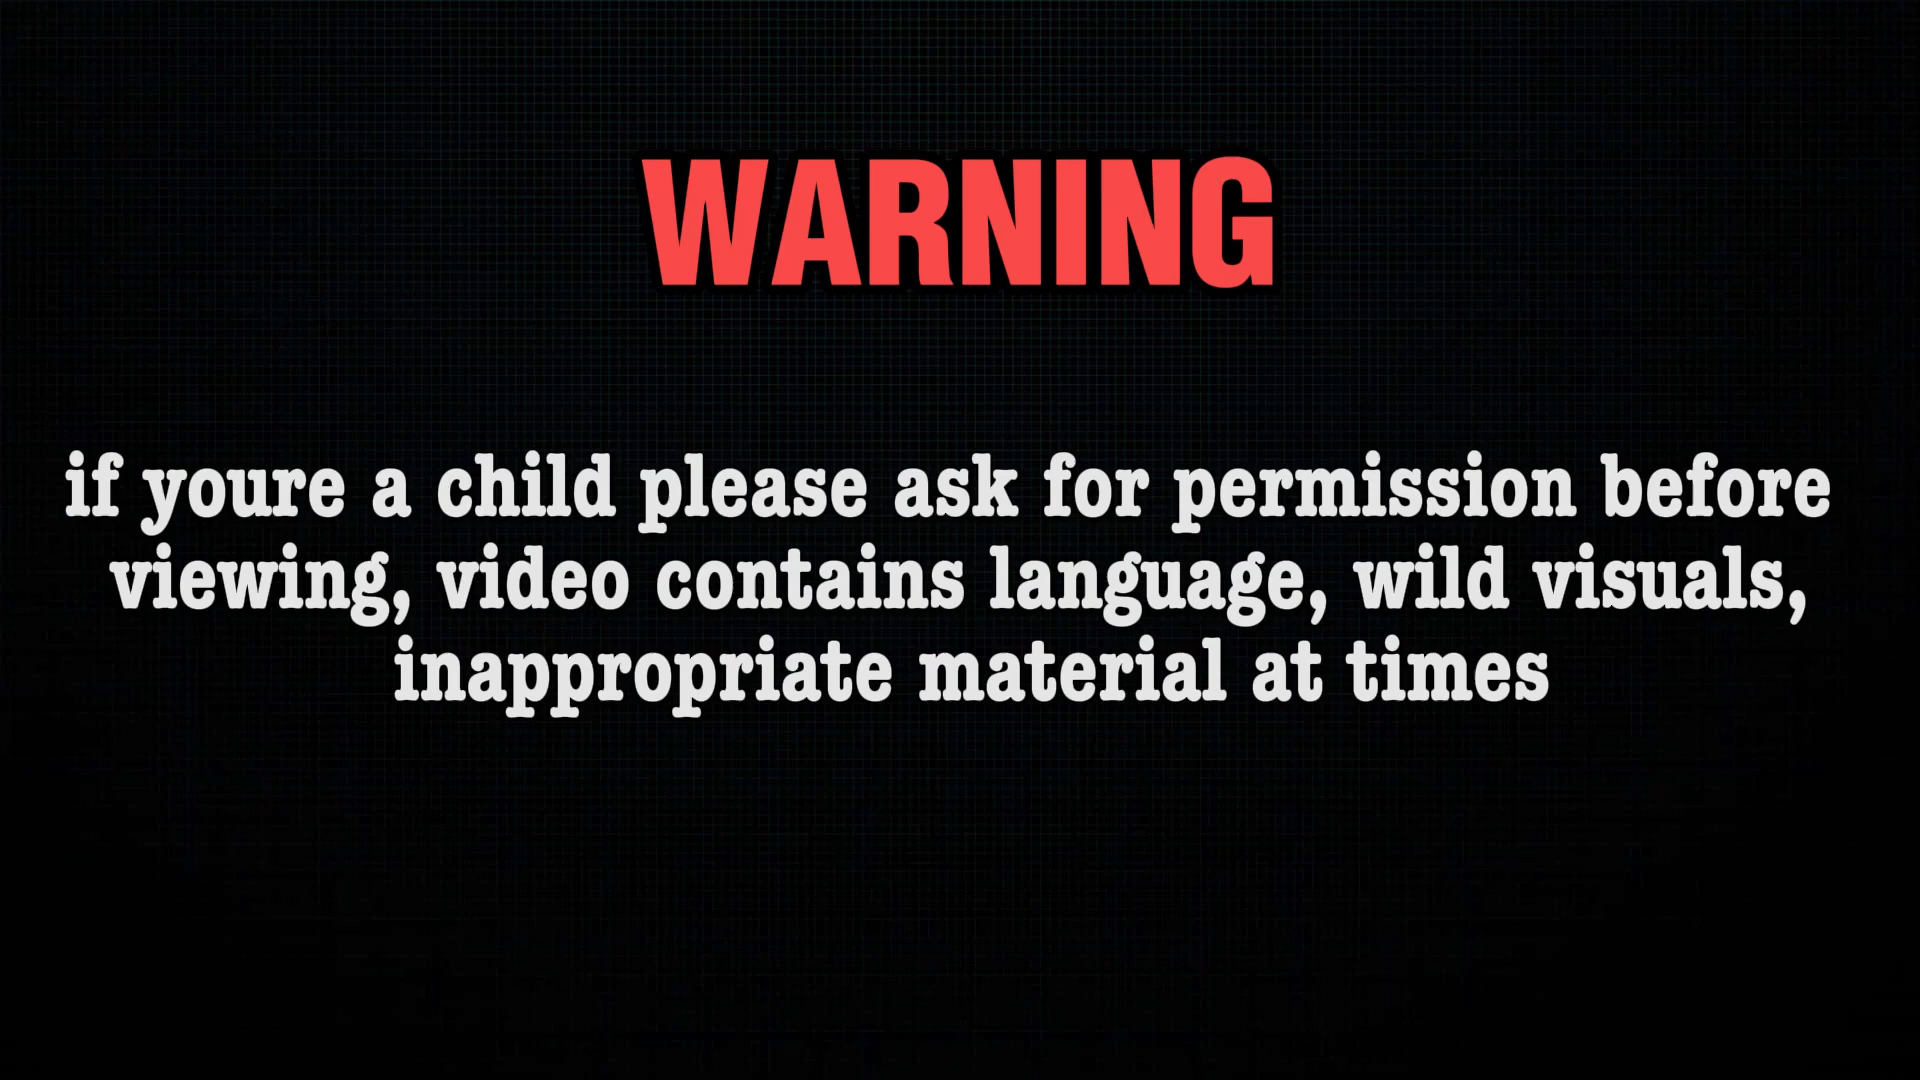 WARNING
if youre a child please ask for permission before
viewing, video contains language, wild visuals,
inappropriate material at times